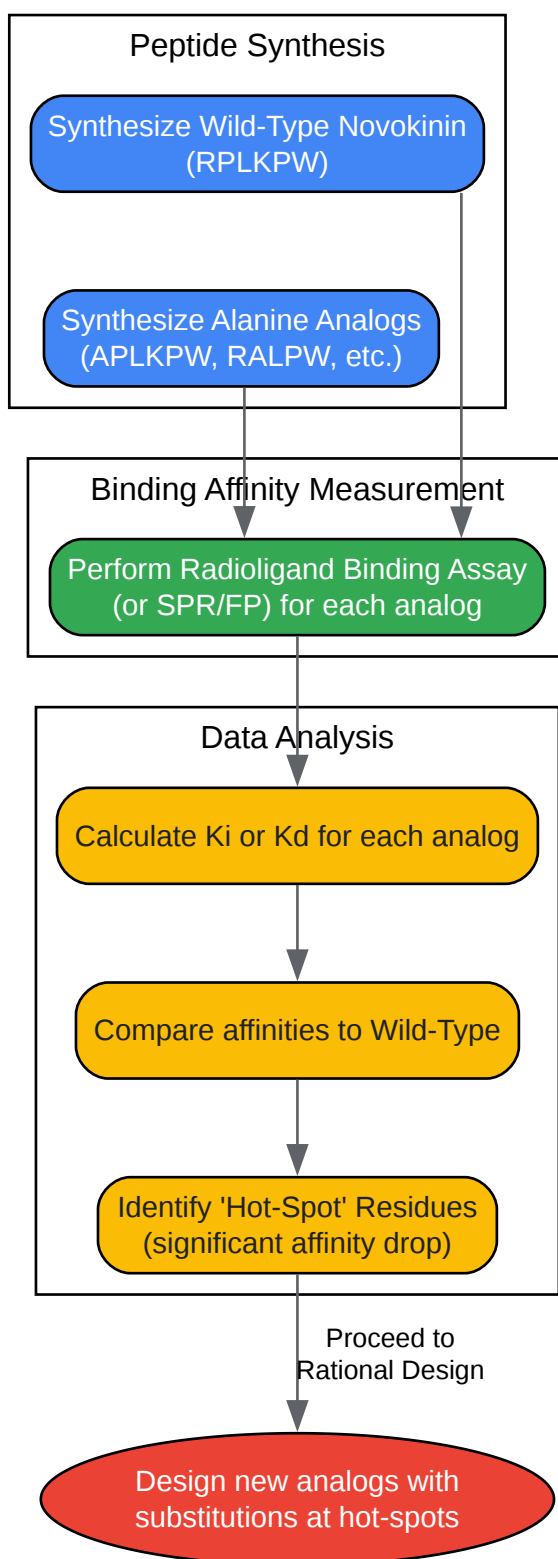 Peptide Synthesis
Synthesize Wild-Type Novokinin
(RPLKPW)
Synthesize Alanine Analogs
(APLKPW, RALPW, etc.)
Binding Affinity Measurement
Perform Radioligand Binding Assay
(or SPR/FP) for each analog
Data Analysis
Calculate Ki or Kd for each analog
Compare affinities to Wild-Type
Identify 'Hot-Spot' Residues
(significant affinity drop)
Proceed to
Rational Design
Design new analogs with
substitutions at hot-spots